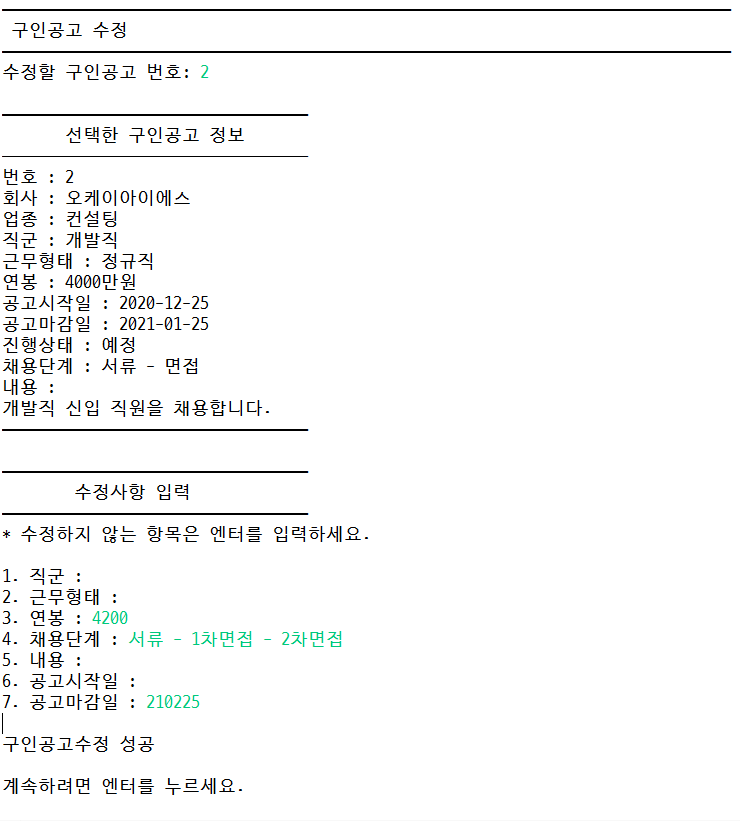 구인공고 수정
수정할 구인공고 번호: 2
선택한 구인공고 정보
번호 : 2
회사 : 오케이아이에스
업종 : 컨설팅
직군 : 개발직
근무형태 : 정규직
연봉 : 4000만원
공고시작일 : 2020-12-25
공고마감일 : 2021-01-25
진행상태 : 예정
채용단계 : 서류 - 면접
내용 :
개발직 신입 직원을 채용합니다.
수정사항 입력
* 수정하지 않는 항목은 엔터를 입력하세요.
1. 직군 :
2. 근무형태 :
3. 연봉 : 4200
4. 채용단계 : 서류 - 1차면접 - 2차면접
5. 내용 :
6. 공고시작일 :
7. 공고마감일 : 210225
구인공고수정 성공
계속하려면 엔터를 누르세요.